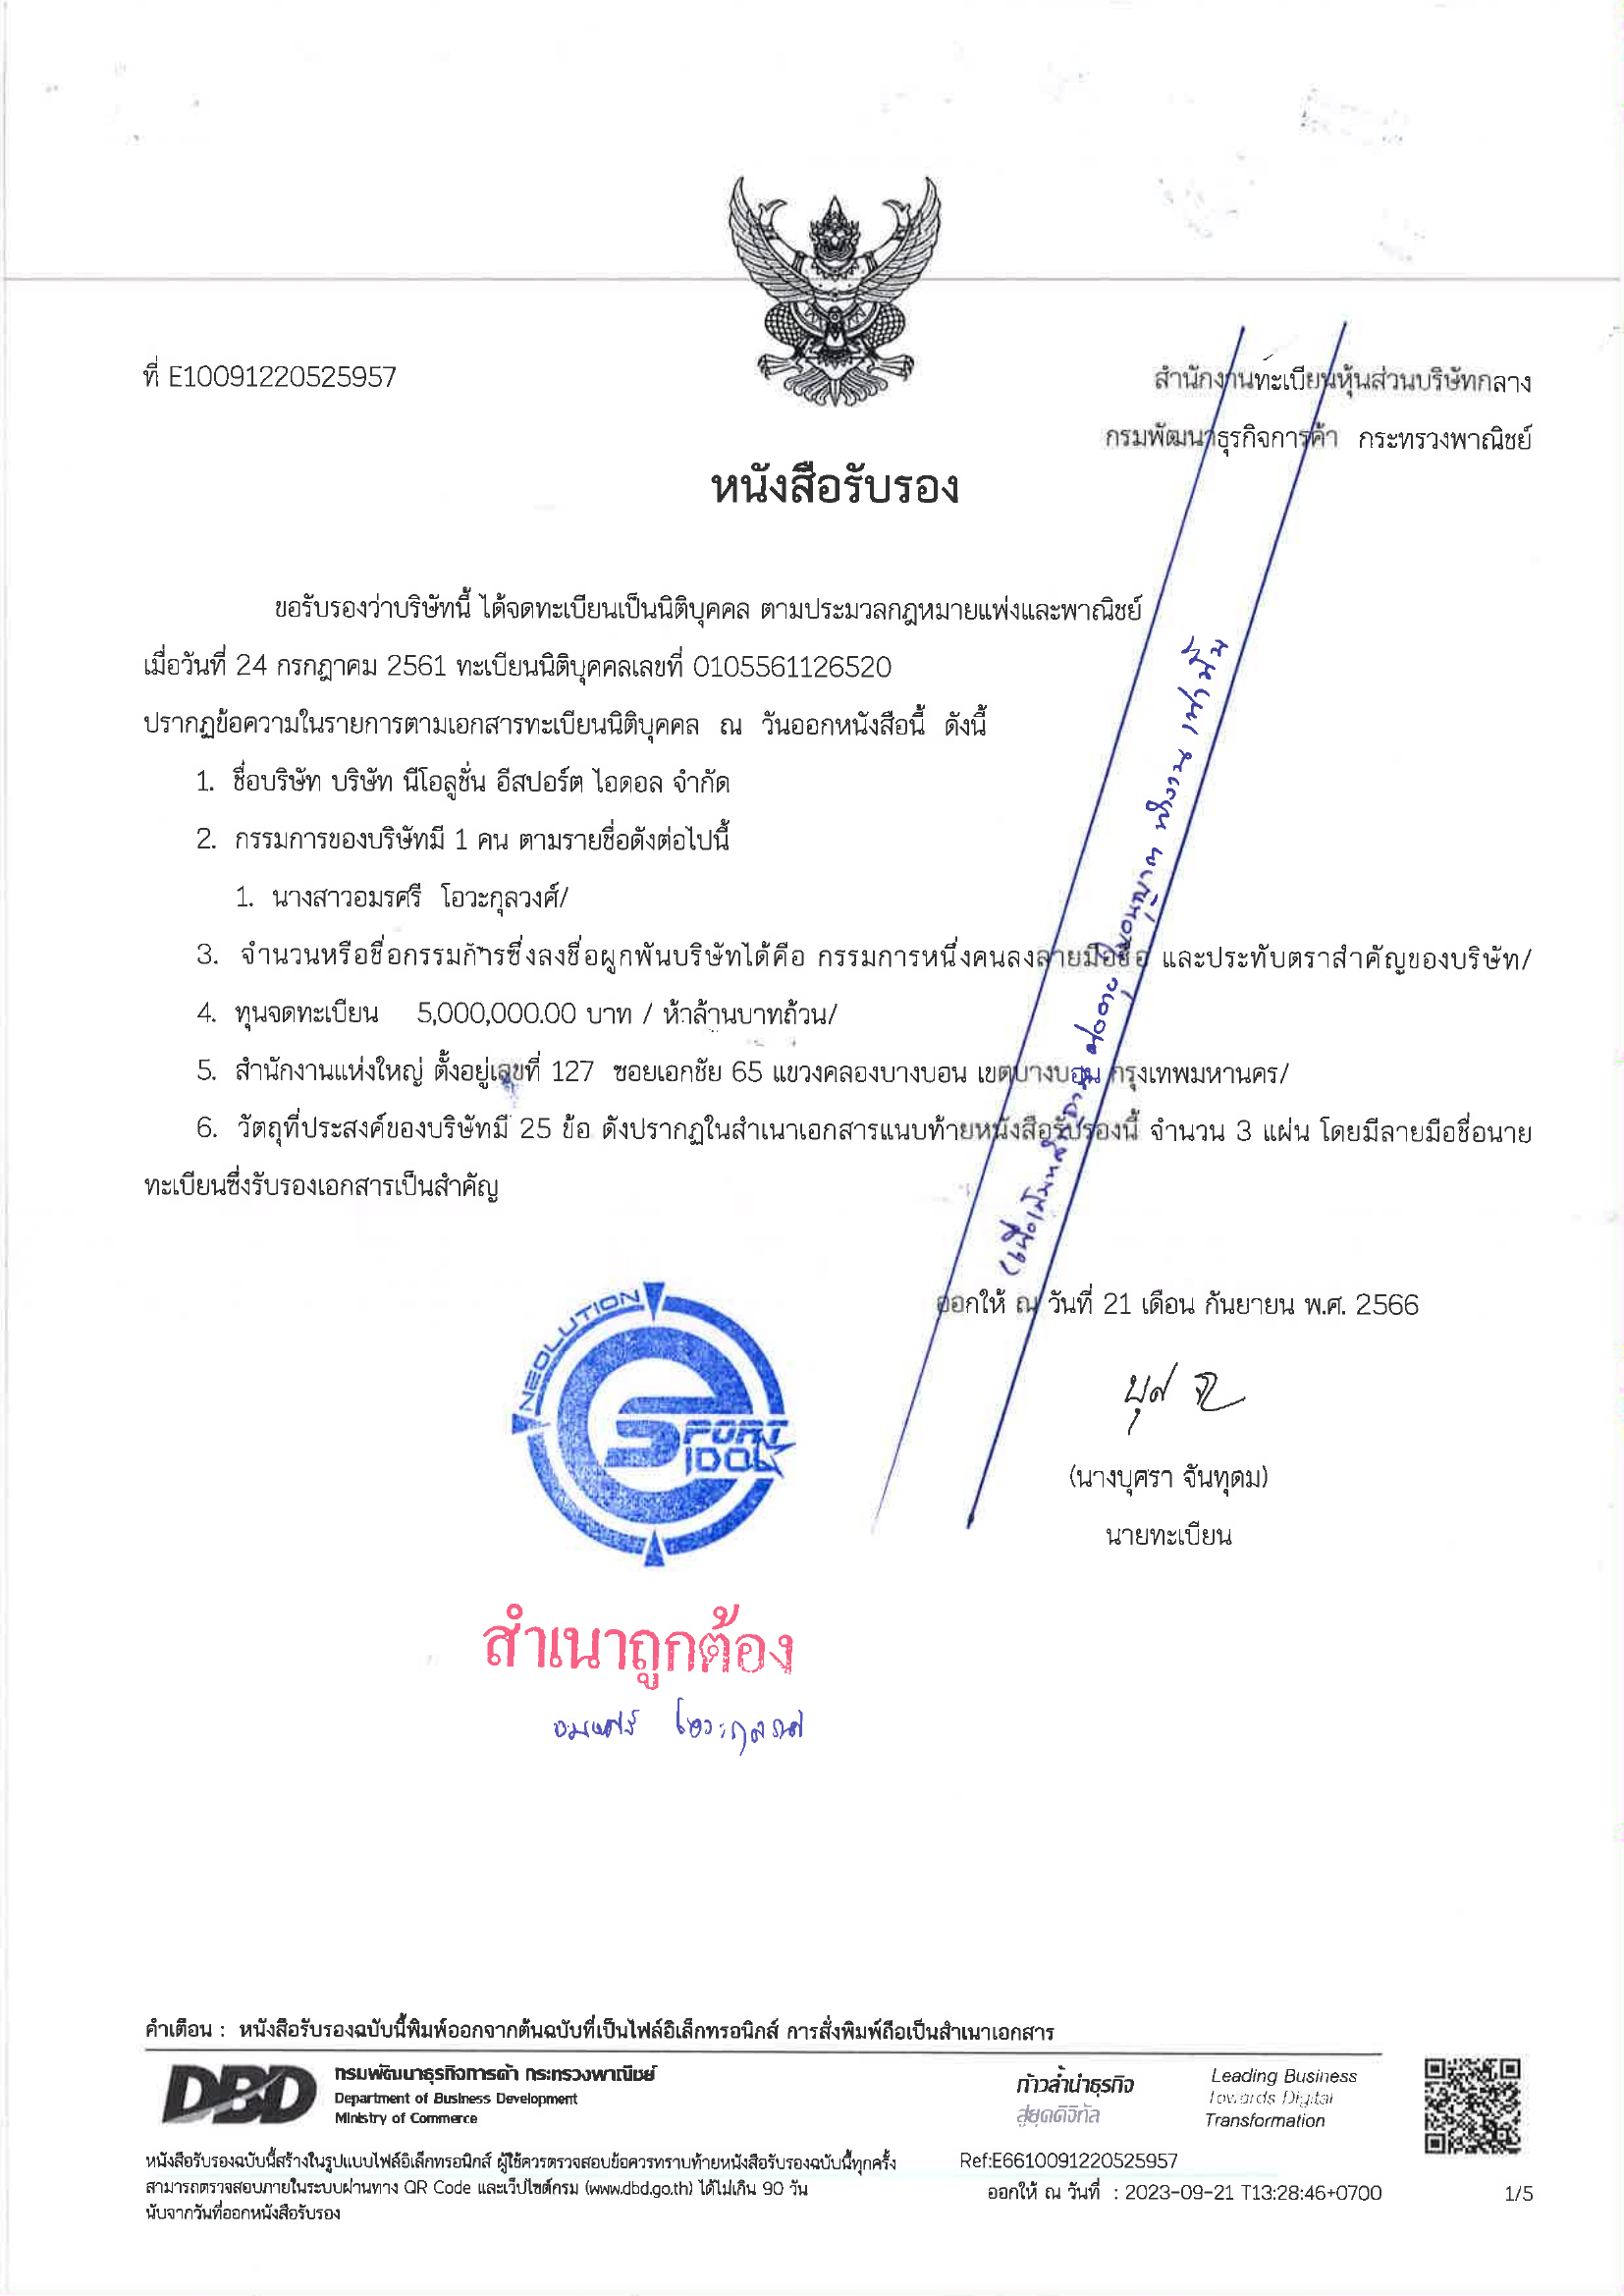 ที่ E10091220525957
สำนักงานทะเบียนหุ้นส่วนบริษัทกลาง
กรมพัฒนาธุรกิจการค้า กระทรวงพาณิชย์
หนังสือรับรอง
ขอรับรองว่าบริษัทนี้ ได้จดทะเบียนเป็นนิติบุคคล ตามประมวลกฎหมายแพ่งและพาณิชย์
เมื่อวันที่ 24 กรกฎาคม 2561 ทะเบียนนิติบุคคลเลขที่ 0105561126520
ปรากฏข้อความในรายการตามเอกสารทะเบียนนิติบุคคล ณ วันออกหนังสือนี้ ดังนี้
1. ชื่อบริษัท บริษัท นีโอลูชั่น อีสปอร์ต ไอดอล จำกัด
2. กรรมการของบริษัทมี 1 คน ตามรายชื่อดังต่อไปนี้
1. นางสาวอมรศรี โอวะกุลวงศ์/
3. จำนวนหรือชื่อกรรมการซึ่งลงชื่อผูกพันบริษัทได้คือ กรรมการหนึ่งคนลงลายมือชื่อ และประทับตราสำคัญของบริษัท/
4. ทุนจดทะเบียน 5,000,000.00 บาท / ห้าล้านบาทถ้วน/
5. สำนักงานแห่งใหญ่ ตั้งอยู่เลขที่ 127 ซอยเอกชัย 65 แขวงคลองบางบอน เขตบางบอน กรุงเทพมหานคร/
6. วัตถุที่ประสงค์ของบริษัทมี 25 ข้อ ดังปรากฏในสำเนาเอกสารแนบท้ายหนังสือรับรองนี้ จำนวน 3 แผ่น โดยมีลายมือชื่อนาย
ทะเบียนซึ่งรับรองเอกสารเป็นสำคัญ
ออกให้ ณ วันที่ 21 เดือน กันยายน พ.ศ. 2566
NEOLUTION
SPORT
IDOL
(นางบุศรา จันทุดม)
นายทะเบียน
สำเนาถูกต้อง
อมรศรี โอวะกุลวงศ์
คำเตือน : หนังสือรับรองฉบับนี้พิมพ์ออกจากต้นฉบับที่เป็นไฟล์อิเล็กทรอนิกส์ การสั่งพิมพ์ถือเป็นสำเนาเอกสาร
DBD
กรมพัฒนาธุรกิจการค้า กระทรวงพาณิชย์
Department of Business Development
Ministry of Commerce
ก้าวล้ำนำธุรกิจ
สู่ยุคดิจิทัล
Leading Business
Towards Digital
Transformation
หนังสือรับรองฉบับนี้สร้างในรูปแบบไฟล์อิเล็กทรอนิกส์ ผู้ใช้ควรตรวจสอบข้อควรทราบท้ายหนังสือรับรองฉบับนี้ทุกครั้ง
สามารถตรวจสอบภายในระบบผ่านทาง QR Code และเว็ปไซต์กรม (www.dbd.go.th) ได้ไม่เกิน 90 วัน
นับจากวันที่ออกหนังสือรับรอง
Ref:E6610091220525957
ออกให้ ณ วันที่ : 2023-09-21 T13:28:46+0700
1/5